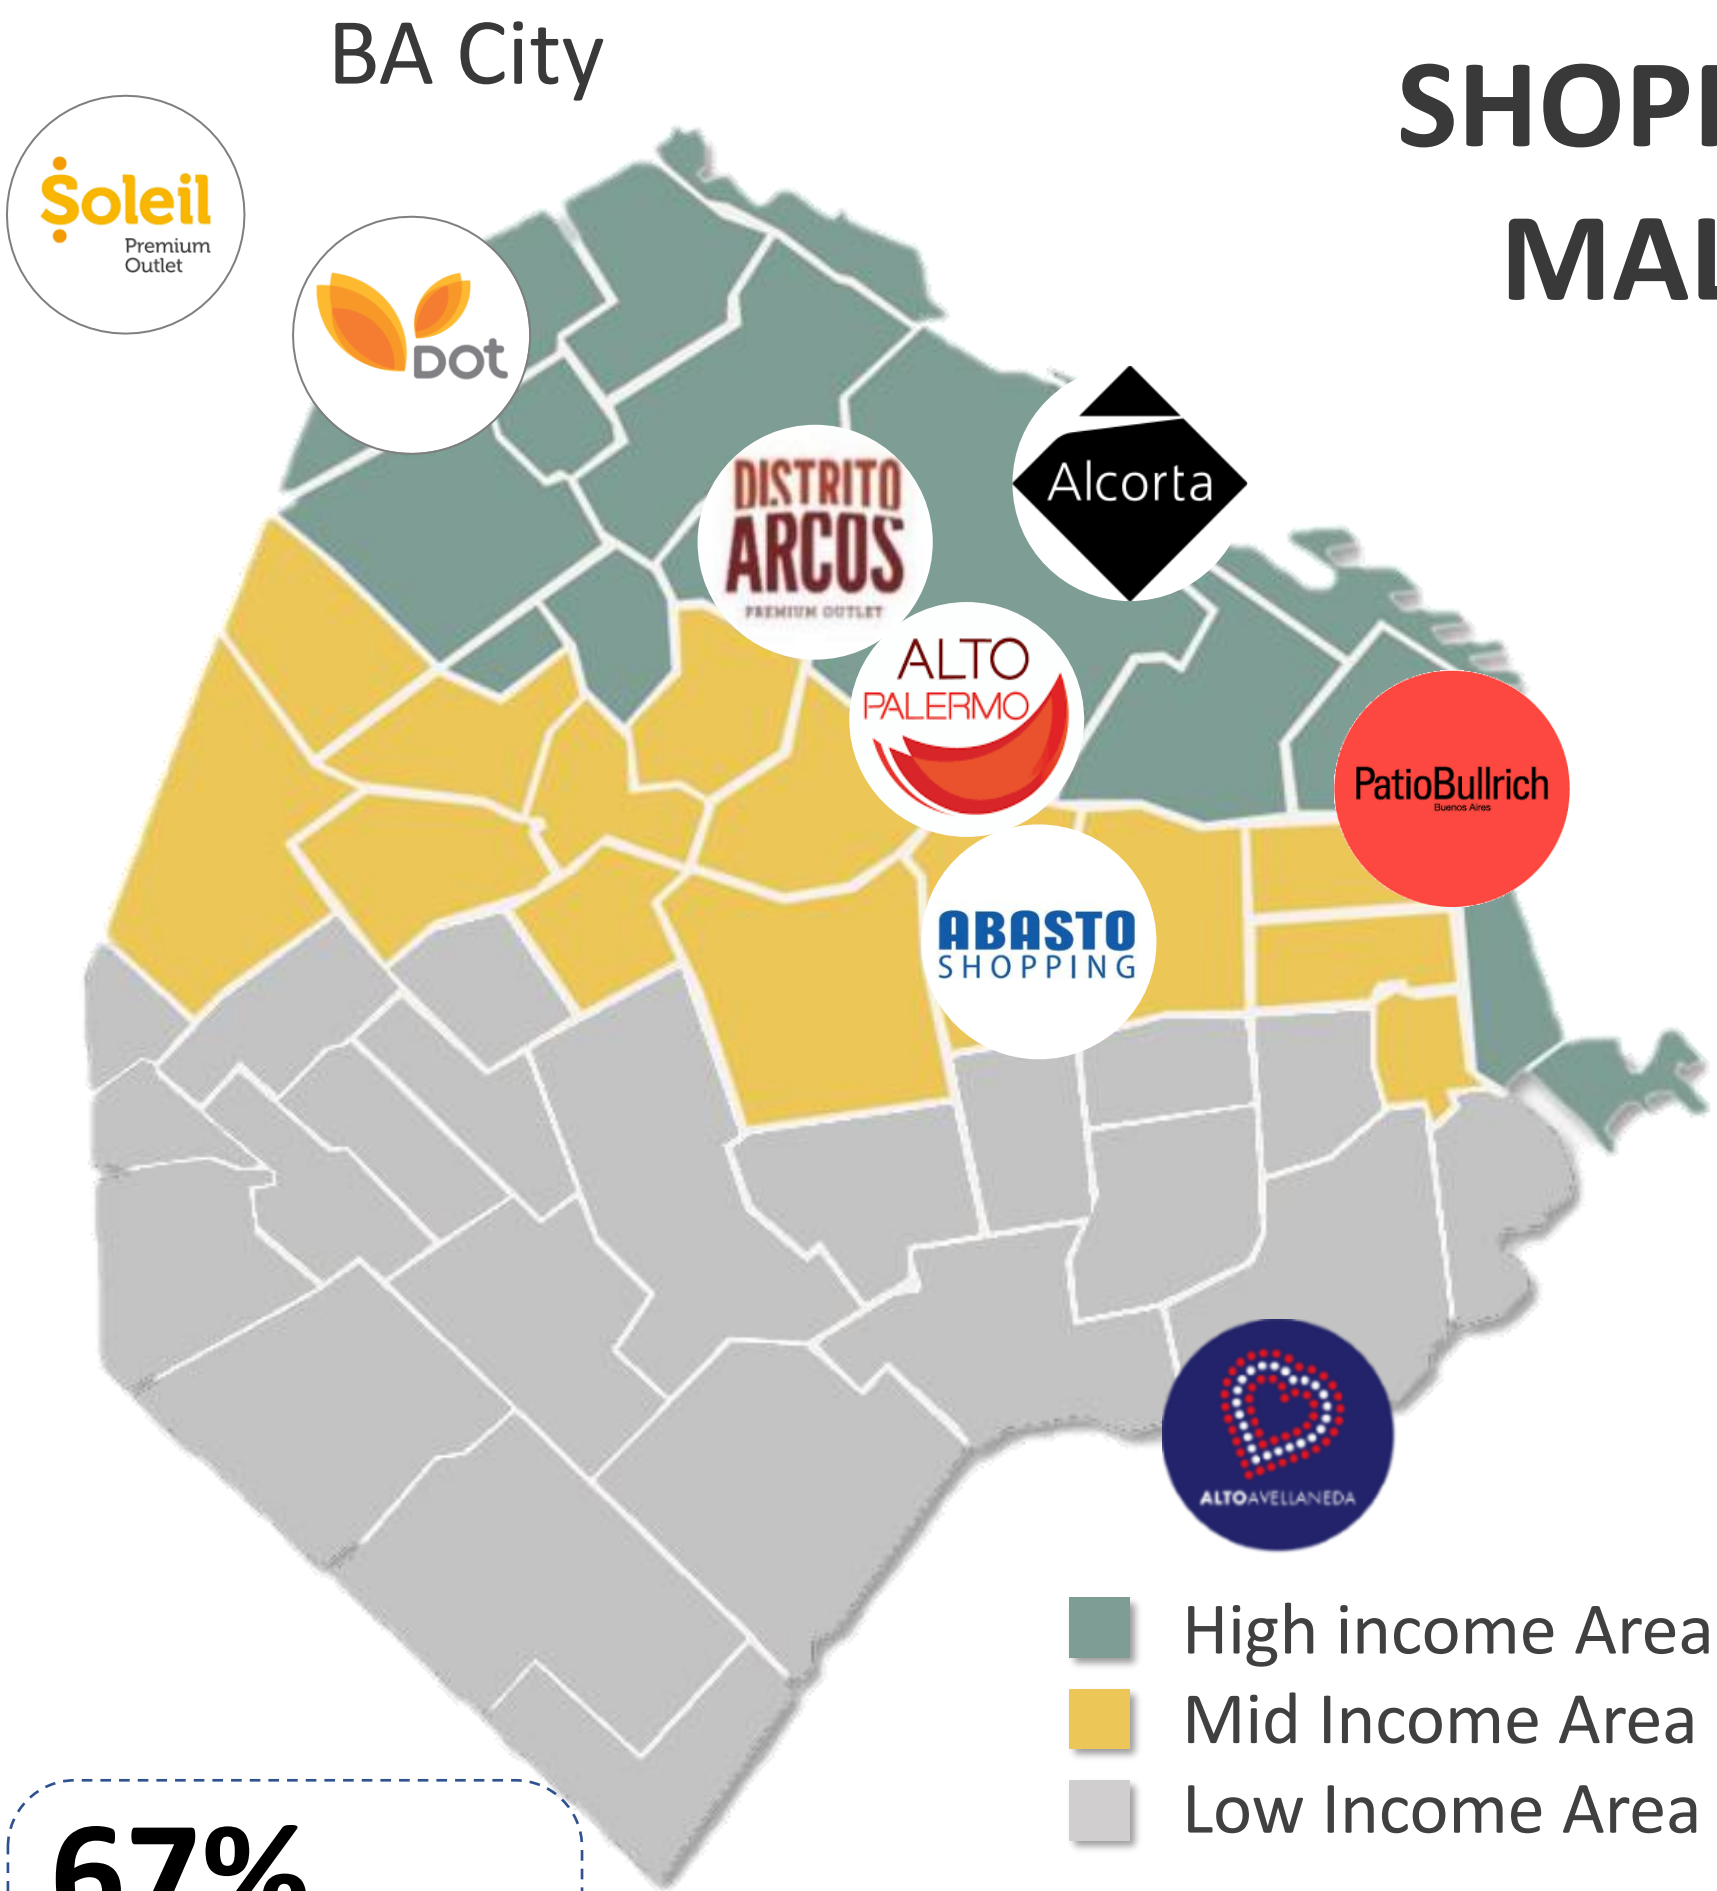 BA City
SHOPP
MAL
Soleil
Premium
Outlet
DOT
DISTRITO
ARCOS
PREMIUM OUTLET
Alcorta
ALTO
PALERMO
PatioBullrich
Buenos Aires
ABASTO
SHOPPING
ALTOAVELLANEDA
High income Area
Mid Income Area
Low Income Area
67%